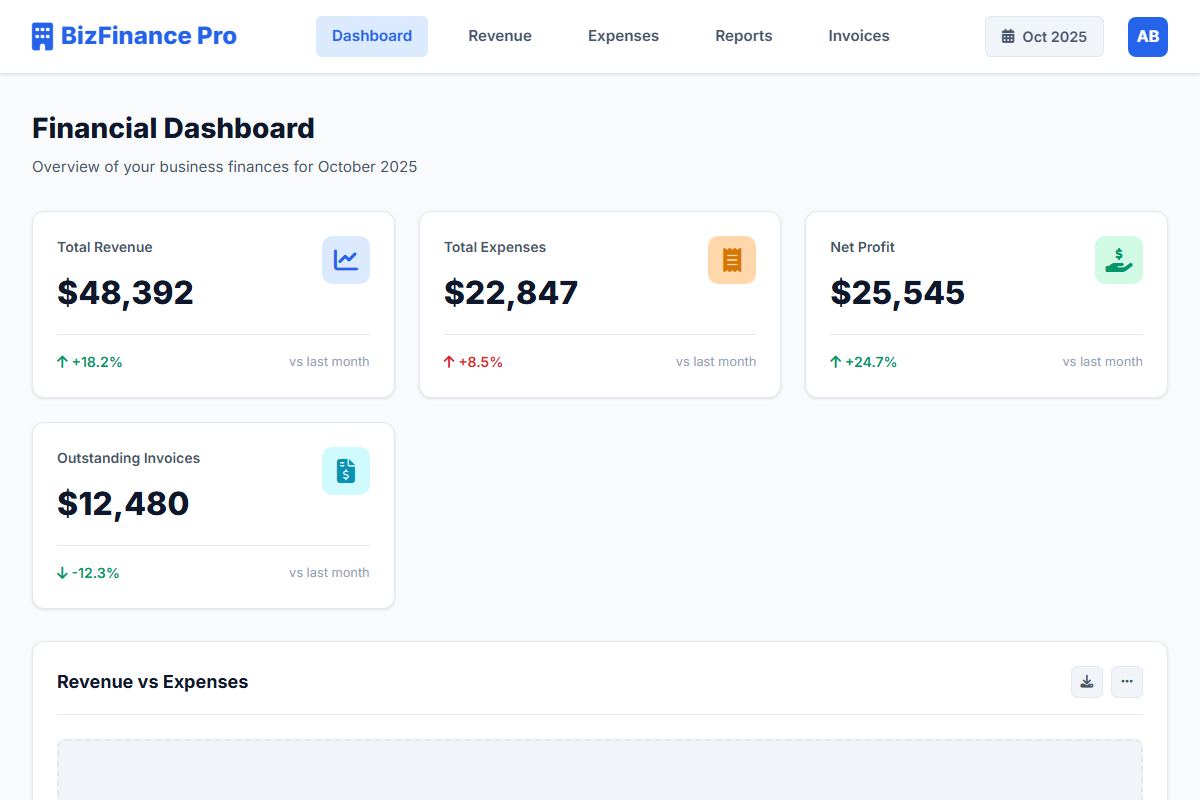 BizFinance Pro
Dashboard
Revenue
Expenses
Reports
Invoices
Oct 2025
AB
Financial Dashboard
Overview of your business finances for October 2025
Total Revenue
$48,392
+18.2%
vs last month
Total Expenses
$22,847
+8.5%
vs last month
Net Profit
$25,545
+24.7%
vs last month
Outstanding Invoices
$12,480
-12.3%
vs last month
Revenue vs Expenses